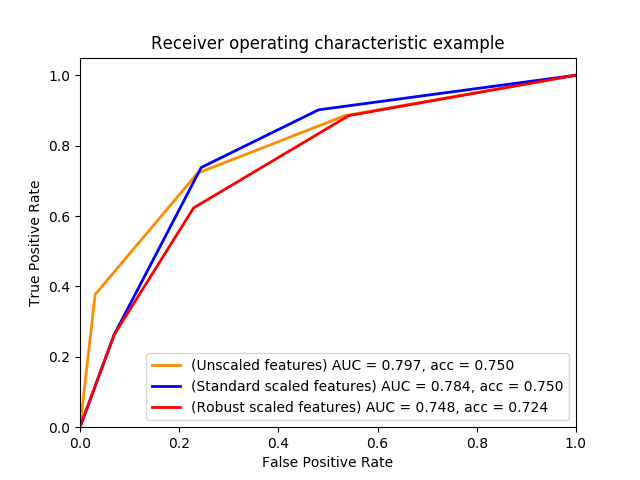 Receiver operating characteristic example
1.0
0.8
0.6
0.4
0.2
0.0
True Positive Rate
(Unscaled features) AUC = 0.797, acc = 0.750
(Standard scaled features) AUC = 0.784, acc = 0.750
(Robust scaled features) AUC = 0.748, acc = 0.724
0.0 0.2 0.4 0.6 0.8 1.0
False Positive Rate